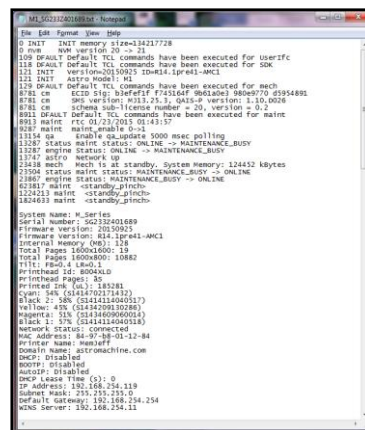 M1_SG233Z401689.txt - Notepad
File Edit Format View Help
0 INIT INIT memory size=134217728
0 nvm NVM version 20 -> 21
109 DFAULT Default TCL commands have been executed for UserIfc
118 DFAULT Default TCL commands have been executed for SDK
121 INIT Version=20150925 ID=R14.1pre41-AMC1
121 INIT Astro Model: M1
129 DFAULT Default TCL commands have been executed for mech
8781 cm ECID Sig: b3efef1f f745164f 9b61a0e3 980e9770 d5954891
8781 cm SMS version: MJ13.25.3, QAIS-P version: 1.10.D026
8781 cm schema sub-license number = 20, version = 0.2
8911 DFAULT Default TCL commands have been executed for maint
8913 maint rtc 01/23/2015 01:43:57
9287 maint maint_enable 0->1
13154 qa Enable qa_update 5000 msec polling
13287 status maint status: ONLINE -> MAINTENANCE_BUSY
13287 engine Status: ONLINE -> MAINTENANCE_BUSY
13747 astro Network Up
23438 mech Mech is at standby. System Memory: 124452 kBytes
23504 status maint status: MAINTENANCE_BUSY -> ONLINE
23867 engine Status: MAINTENANCE_BUSY -> ONLINE
623817 maint <standby_pinch>
1224213 maint <standby_pinch>
1824633 maint <standby_pinch>
System Name: M_Series
Serial Number: SG233Z401689
Firmware Version: 20150925
Firmware Version: R14.1pre41-AMC1
Internal Memory (MB): 128
Total Pages 1600x1600: 19
Total Pages 1600x800: 10882
Tilt: FB=0.4 LR=0.1
Printhead Id: B004XLD
Printhead Pages: âs
Printed Ink (uL): 185281
Cyan: 54% (S1414702171432)
Black 2: 58% (S1414114040517)
Yellow: 45% (S1434209130286)
Magenta: 51% (S1434609060014)
Black 1: 57% (S1414114040518)
Network Status: connected
MAC Address: 84-97-b8-01-12-84
Printer Name: MemJeff
Domain Name: astromachine.com
DHCP: Disabled
BOOTP: Disabled
AutoIP: Disabled
DHCP Lease Time (s): 0
IP Address: 192.168.254.119
Subnet Mask: 255.255.255.0
Default Gateway: 192.168.254.254
WINS Server: 192.168.254.11